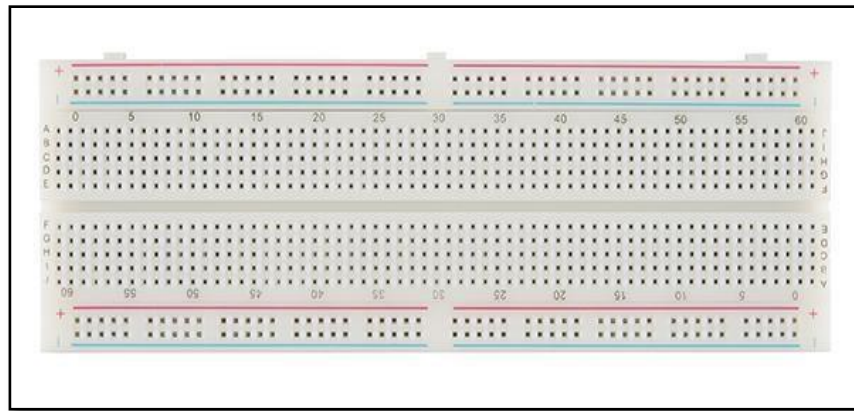 + +
− −
0 5 10 15 20 25 30 35 40 45 50 55 60
A J
B I
C H
D G
E F
F E
G D
H C
I B
J A
60 55 50 45 40 35 30 25 20 15 10 5 0
+ +
− −